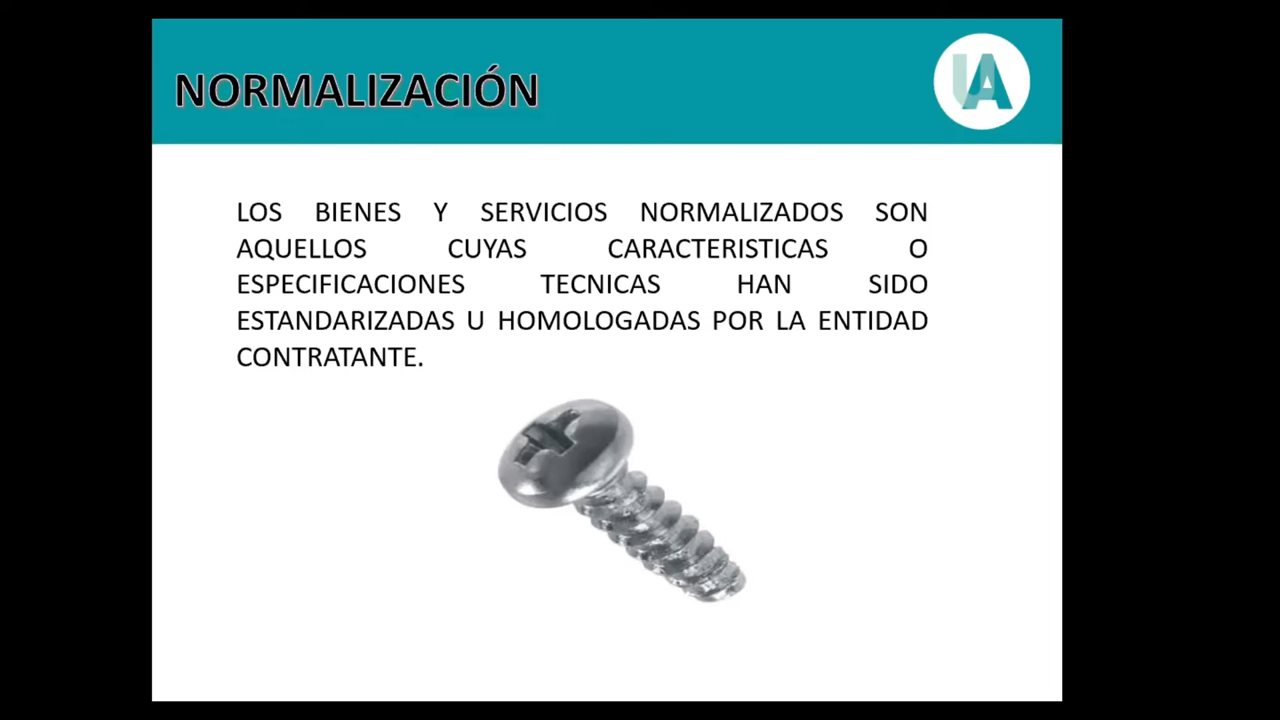 NORMALIZACIÓN
UA
LOS BIENES Y SERVICIOS NORMALIZADOS SON
AQUELLOS CUYAS CARACTERISTICAS O
ESPECIFICACIONES TECNICAS HAN SIDO
ESTANDARIZADAS U HOMOLOGADAS POR LA ENTIDAD
CONTRATANTE.